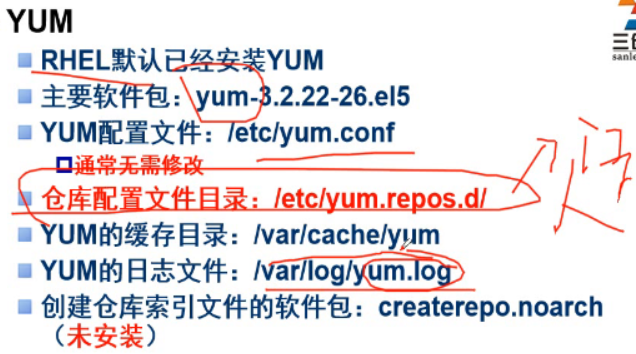 YUM
RHEL默认已经安装YUM
主要软件包：yum-3.2.22-26.el5
YUM配置文件：/etc/yum.conf
通常无需修改
仓库配置文件目录：/etc/yum.repos.d/
YUM的缓存目录：/var/cache/yum
YUM的日志文件：/var/log/yum.log
创建仓库索引文件的软件包：createrepo.noarch
（未安装）